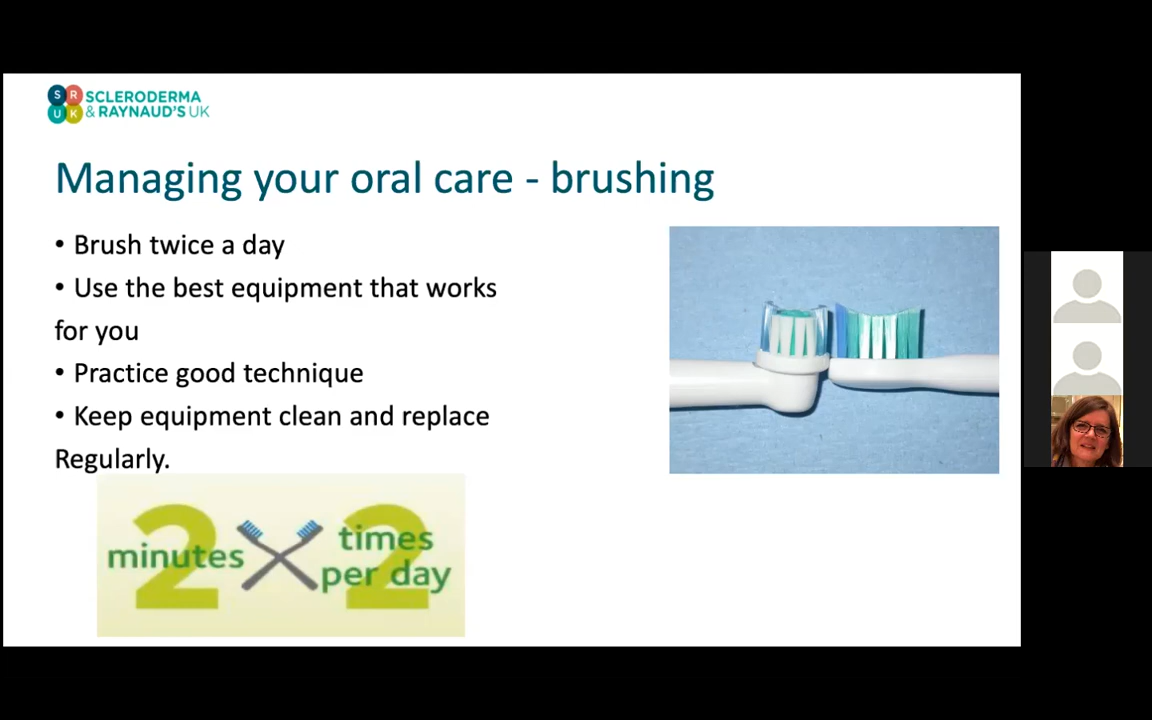 S R
U K
SCLERODERMA
& RAYNAUD'S UK
Managing your oral care - brushing
• Brush twice a day
• Use the best equipment that works
for you
• Practice good technique
• Keep equipment clean and replace
Regularly.
2 minutes
2 times
per day